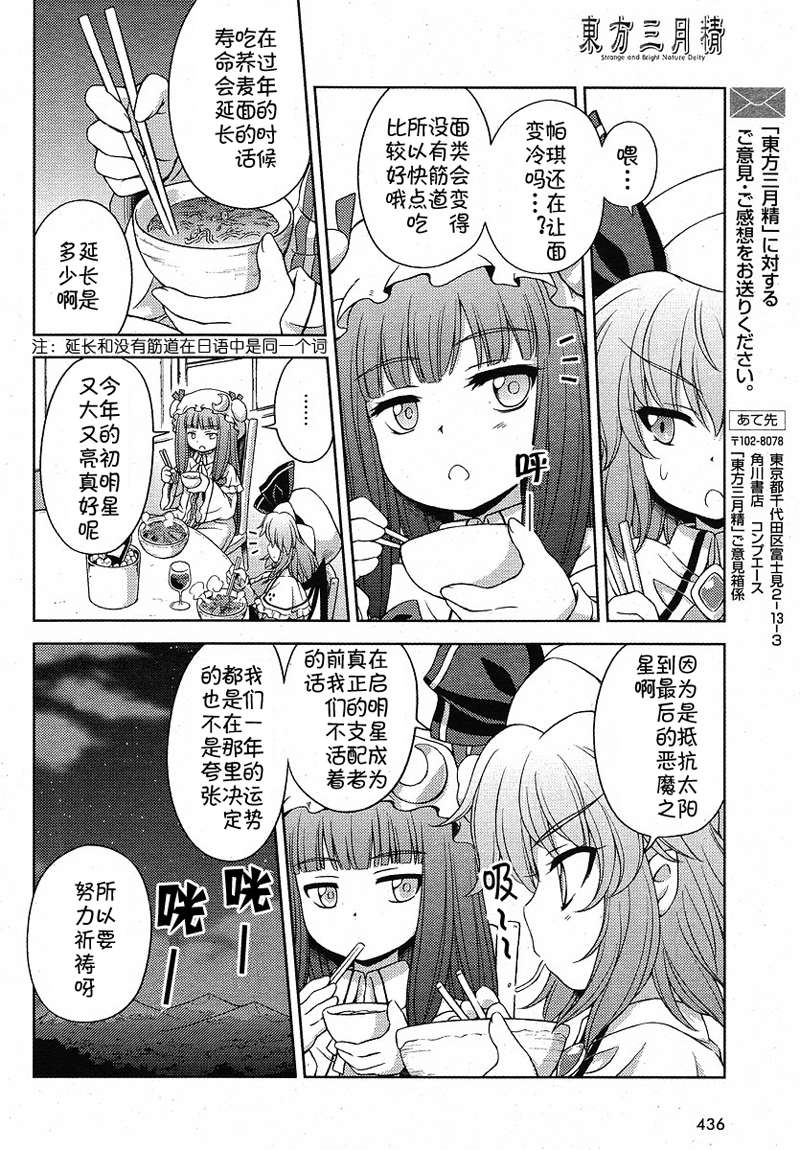 東方三月精
Strange and Bright Nature Deity
「東方三月精」に対する
ご意見・ご感想をお送りください。
あて先
〒102-8078
東京都千代田区富士見2-13-3
角川書店　コンプエース
「東方三月精」ご意見箱係
喂…
…
帕琪还在让面
变冷吗…?
面类会变得
没有筋道
所以快点吃
比较好哦
呼
在过年的时候
吃荞麦面的话
寿命会延长
延长是
多少啊
注：延长和没有筋道在日语中是同一个词
……
今年的初明星
又大又亮真
好呢
因为是抵抗太阳
到最后的恶魔之
星啊
吸~~
在启明星成为
真正的支配者
前我们不活着
的话
我们一年的运势
都是在那里决定
的也不是夸张
咣ー
咣ー
所以要
努力祈祷呀
436